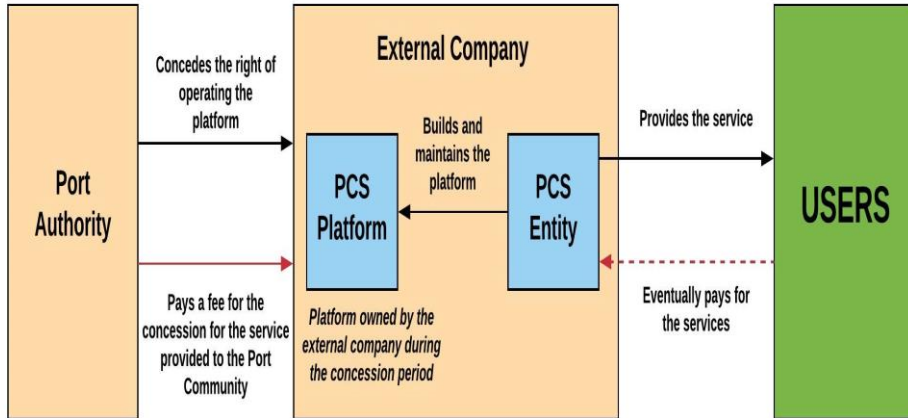 External Company
Concedes the right of
operating the
platform
Port
Authority
Pays a fee for the
concession for the service
provided to the Port
Community
PCS
Platform
Builds and
maintains the
platform
PCS
Entity
Platform owned by the
external company during
the concession period
Provides the service
Eventually pays for
the services
USERS